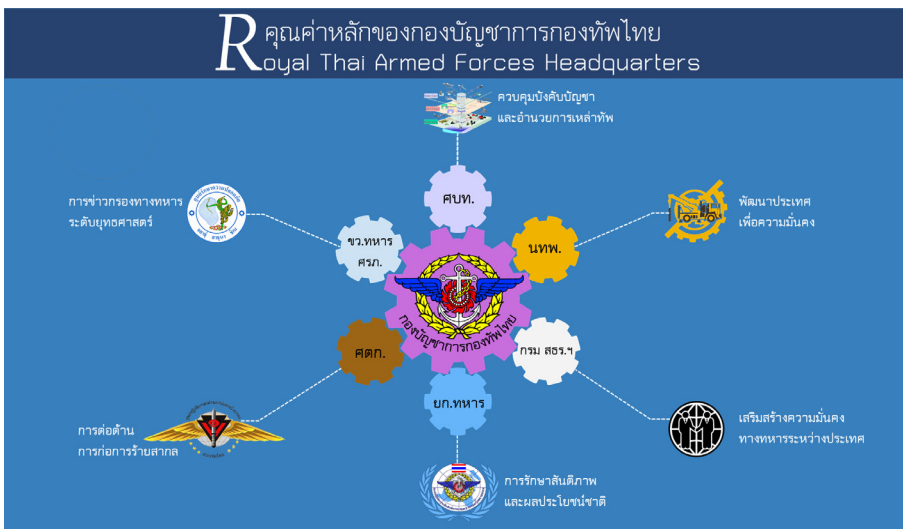 คุณค่าหลักของกองบัญชาการกองทัพไทย
Royal Thai Armed Forces Headquarters
ควบคุมบังคับบัญชา
และอำนวยการเหล่าทัพ
ศบท.
การข่าวกรองทางทหาร
ระดับยุทธศาสตร์
ขว.ทหาร
ศรภ.
นทพ.
พัฒนาประเทศ
เพื่อความมั่นคง
กองบัญชาการกองทัพไทย
ศตก.
กรม สธร.ฯ
ยก.ทหาร
การต่อต้าน
การก่อการร้ายสากล
เสริมสร้างความมั่นคง
ทางทหารระหว่างประเทศ
การรักษาสันติภาพ
และผลประโยชน์ชาติ